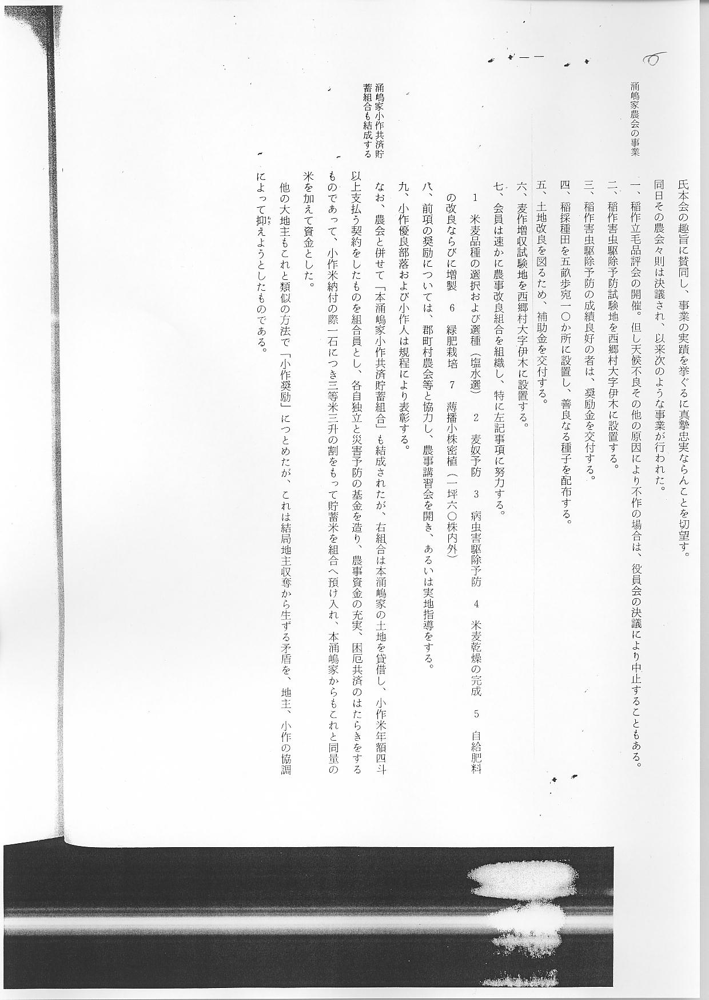 涌嶋家農会の事業
氏本会の趣旨に賛同し、事業の実蹟を挙ぐるに真摯忠実ならんことを切望す。
同日その農会々則は決議され、以来次のような事業が行われた。
一、稲作立毛品評会の開催。但し天候不良その他の原因により不作の場合は、役員会の決議により中止することもある。
二、稲作害虫駆除予防試験地を西郷村大字伊木に設置する。
三、稲作害虫駆除予防の成績良好の者は、奨励金を交付する。
四、稲採種田を五畝歩宛一〇か所に設置し、善良なる種子を配布する。
五、土地改良を図るため、補助金を交付する。
六、麦作増収試験地を西郷村大字伊木に設置する。
七、会員は速かに農事改良組合を組織し、特に左記事項に努力する。
1 米麦品種の選択および選種（塩水選） 2 麦奴予防 3 病虫害駆除予防 4 米麦乾燥の完成 5 自給肥料
の改良ならびに増製 6 緑肥栽培 7 薄播小株密植（一坪六〇株内外）
八、前項の奨励については、郡町村農会等と協力し、農事講習会を開き、あるいは実地指導をする。
九、小作優良部落および小作人は規程により表彰する。
涌嶋家小作共済貯
蓄組合も結成する
なお、農会と併せて「本涌嶋家小作共済貯蓄組合」も結成されたが、右組合は本涌嶋家の土地を貸借し、小作米年額四斗
以上支払う契約をしたものを組合員とし、各自独立と災害予防の基金を造り、農事資金の充実、困厄共済のはたらきをする
ものであって、小作米納付の際一石につき三等米三升の割をもって貯蓄米を組合へ預け入れ、本涌嶋家からもこれと同量の
米を加えて資金とした。
他の大地主もこれと類似の方法で「小作奨励」につとめたが、これは結局地主収奪から生ずる矛盾を、地主、小作の協調
によって抑えようとしたものである。